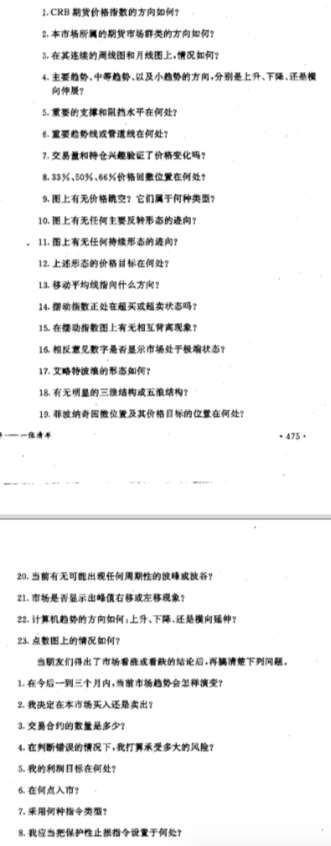 1. CRB期货价格指数的方向如何?
2. 本市场所属的期货市场群类的方向如何?
3. 在其连续的周线图和月线图上,情况如何?
4. 主要趋势、中等趋势、以及小趋势的方向,分别是上升、下降、还是横
向伸展?
5. 重要的支撑和阻挡水平在何处?
6. 重要趋势线或管道线在何处?
7. 交易量和持仓兴趣验证了价格变化吗?
8. 33%、50%、66%价格回撤位置在何处?
9. 图上有无价格跳空? 它们属于何种类型?
10. 图上有无任何主要反转形态的迹向?
11. 图上有无任何持续形态的迹向?
12. 上述形态的价格目标在何处?
13. 移动平均线指向什么方向?
14. 摆动指数正处在超买或超卖状态吗?
15. 在摆动指数图上有无相互背离现象?
16. 相反意见数字是否显示市场处于极端状态?
17. 艾略特波维的形态如何?
18. 有无明显的三浪结构或五浪结构?
19. 菲波纳奇回撤位置及其价格目标的位置在何处?
——一张清单
· 475 ·
20. 当前有无可能出现任何周期性的波峰或波谷?
21. 市场是否显示出峰值右移或左移现象?
22. 计算机趋势的方向如何:上升、下降、还是横向延伸?
23. 点数图上的情况如何?
当朋友们得出了市场看涨或看跌的结论后,再搞清楚下列问题。
1. 在今后一到三个月内,当前市场趋势会怎样演变?
2. 我决定在本市场买入还是卖出?
3. 交易合约的数量是多少?
4. 在判断错误的情况下,我打算承受多大的风险?
5. 我的利润目标在何处?
6. 在何点入市?
7. 采用何种指令类型?
8. 我应当把保护性止损指令设置于何处?